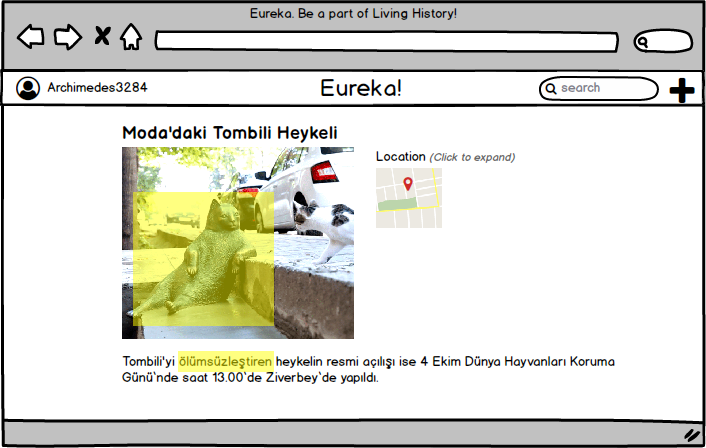 Eureka. Be a part of Living History!
Archimedes3284
Eureka!
search
Moda'daki Tombili Heykeli
Location (Click to expand)
Tombili'yi ölümsüzleştiren heykelin resmi açılışı ise 4 Ekim Dünya Hayvanları Koruma
Günü`nde saat 13.00`de Ziverbey`de yapıldı.